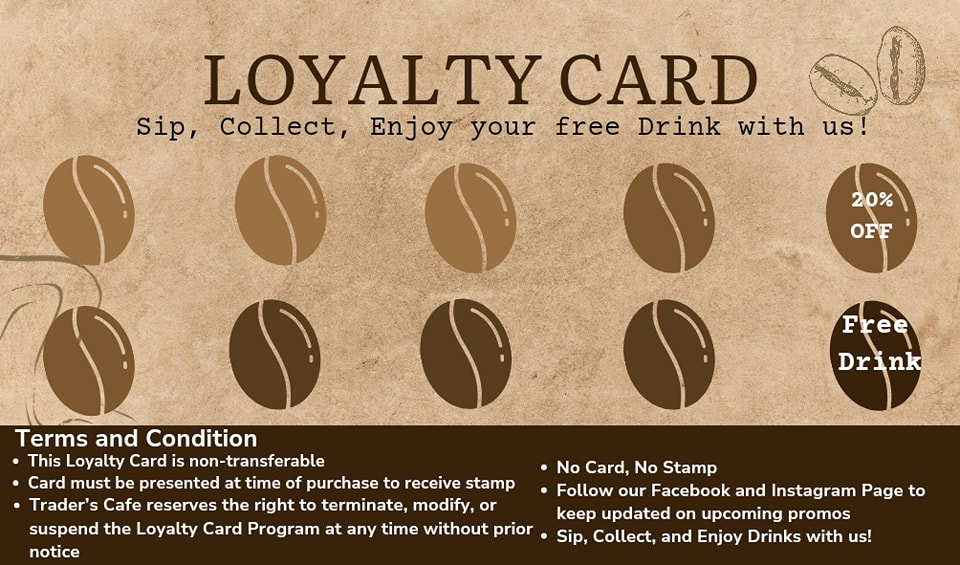 LOYALTY CARD
Sip, Collect, Enjoy your free Drink with us!
20%
OFF
Free
Drink
Terms and Condition
• This Loyalty Card is non-transferable
• Card must be presented at time of purchase to receive stamp
• Trader's Cafe reserves the right to terminate, modify, or
suspend the Loyalty Card Program at any time without prior
notice
• No Card, No Stamp
• Follow our Facebook and Instagram Page to
keep updated on upcoming promos
• Sip, Collect, and Enjoy Drinks with us!